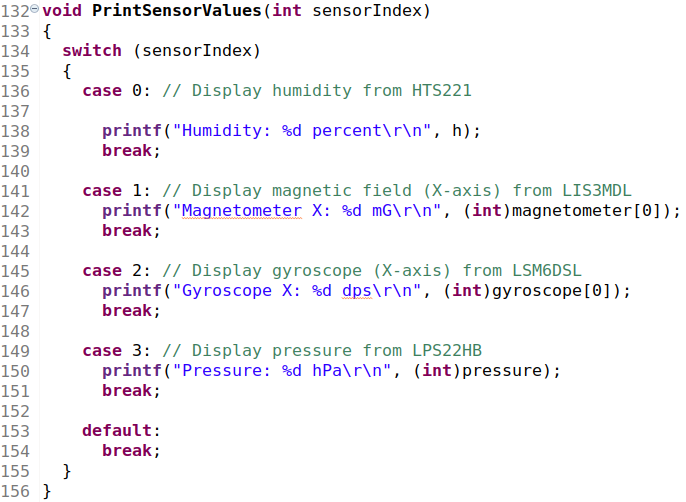 132 void PrintSensorValues(int sensorIndex)
133 {
134   switch (sensorIndex)
135   {
136     case 0: // Display humidity from HTS221
137
138       printf("Humidity: %d percent\r\n", h);
139       break;
140
141     case 1: // Display magnetic field (X-axis) from LIS3MDL
142       printf("Magnetometer X: %d mG\r\n", (int)magnetometer[0]);
143       break;
144
145     case 2: // Display gyroscope (X-axis) from LSM6DSL
146       printf("Gyroscope X: %d dps\r\n", (int)gyroscope[0]);
147       break;
148
149     case 3: // Display pressure from LPS22HB
150       printf("Pressure: %d hPa\r\n", (int)pressure);
151       break;
152
153     default:
154       break;
155   }
156 }